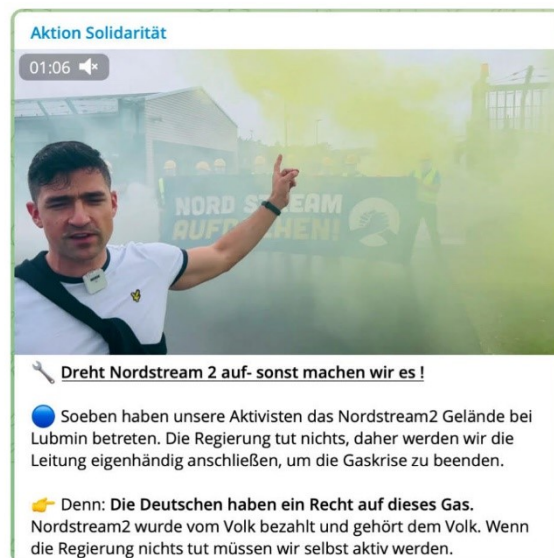 Aktion Solidarität
01:06
NORD STREAM
AUFDREHEN!
Dreht Nordstream 2 auf- sonst machen wir es !
Soeben haben unsere Aktivisten das Nordstream2 Gelände bei
Lubmin betreten. Die Regierung tut nichts, daher werden wir die
Leitung eigenhändig anschließen, um die Gaskrise zu beenden.
Denn: Die Deutschen haben ein Recht auf dieses Gas.
Nordstream2 wurde vom Volk bezahlt und gehört dem Volk. Wenn
die Regierung nichts tut müssen wir selbst aktiv werden.